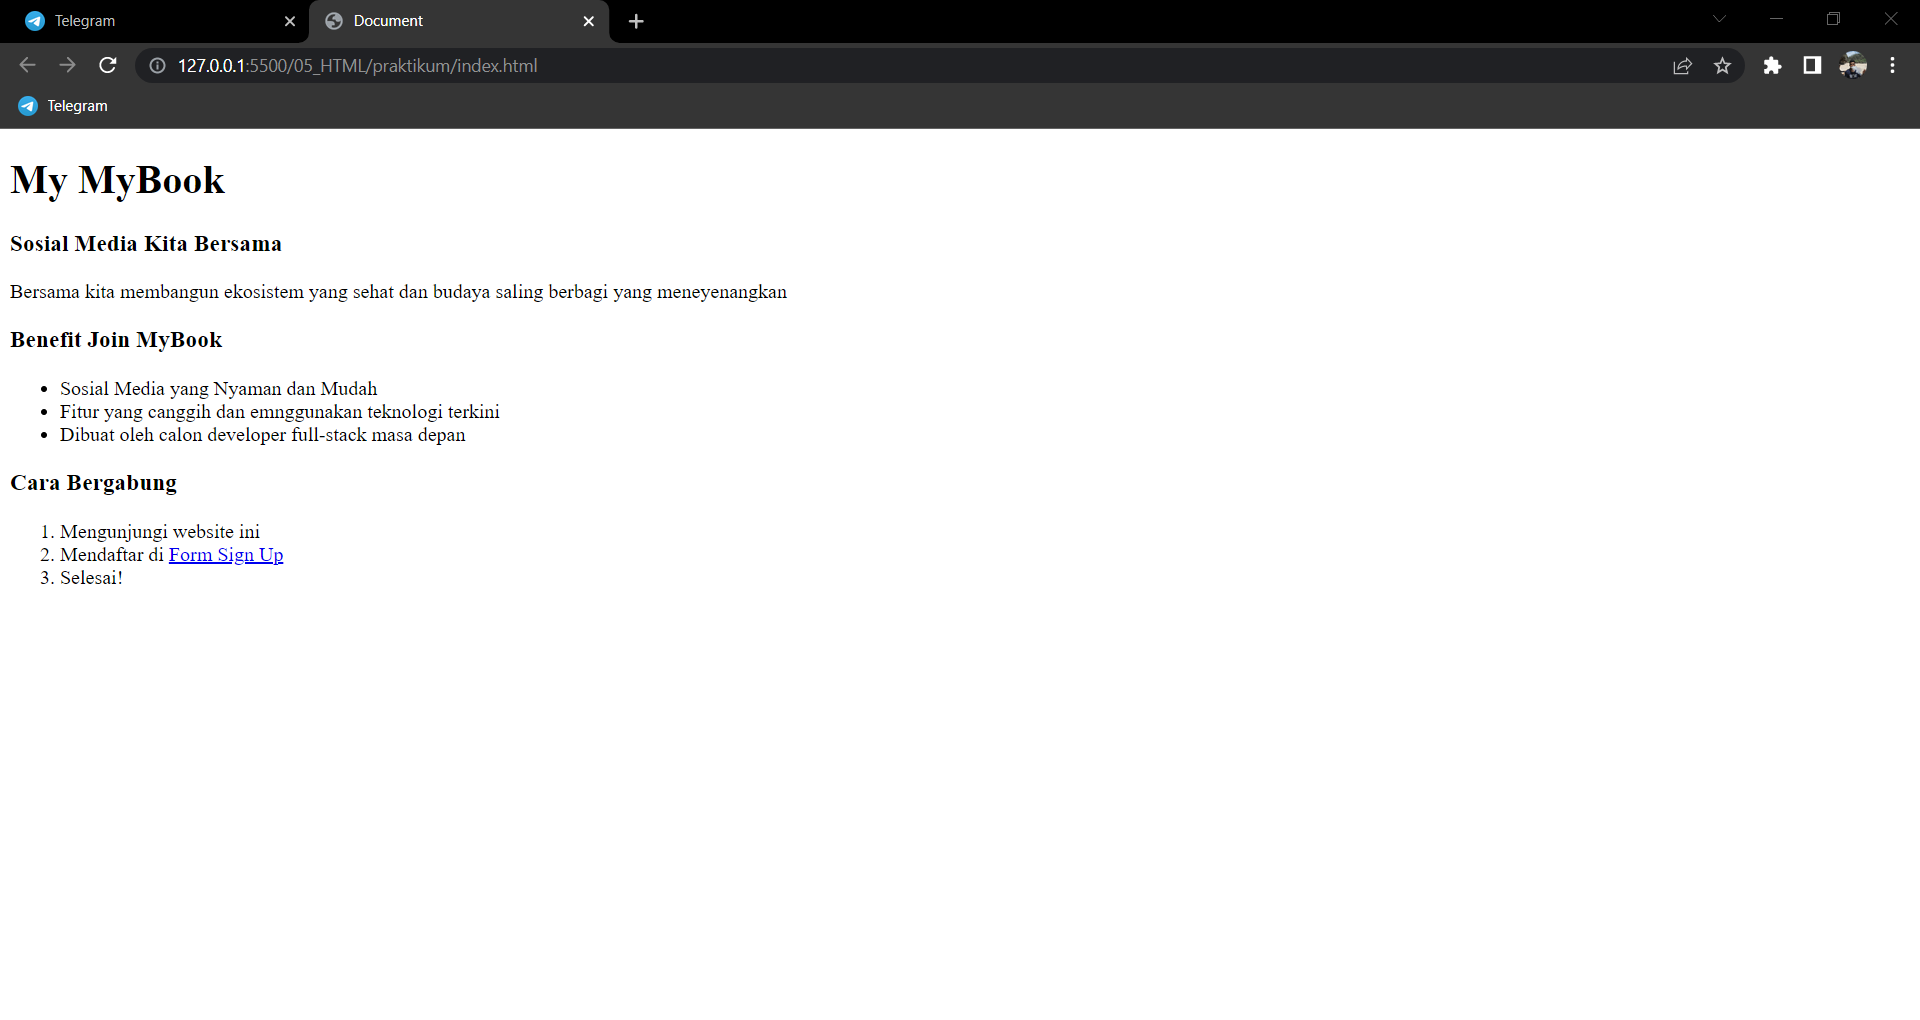 Telegram
Document
127.0.0.1:5500/05_HTML/praktikum/index.html
Telegram
My MyBook
Sosial Media Kita Bersama
Bersama kita membangun ekosistem yang sehat dan budaya saling berbagi yang meneyenangkan
Benefit Join MyBook
Sosial Media yang Nyaman dan Mudah
Fitur yang canggih dan emnggunakan teknologi terkini
Dibuat oleh calon developer full-stack masa depan
Cara Bergabung
1. Mengunjungi website ini
2. Mendaftar di Form Sign Up
3. Selesai!